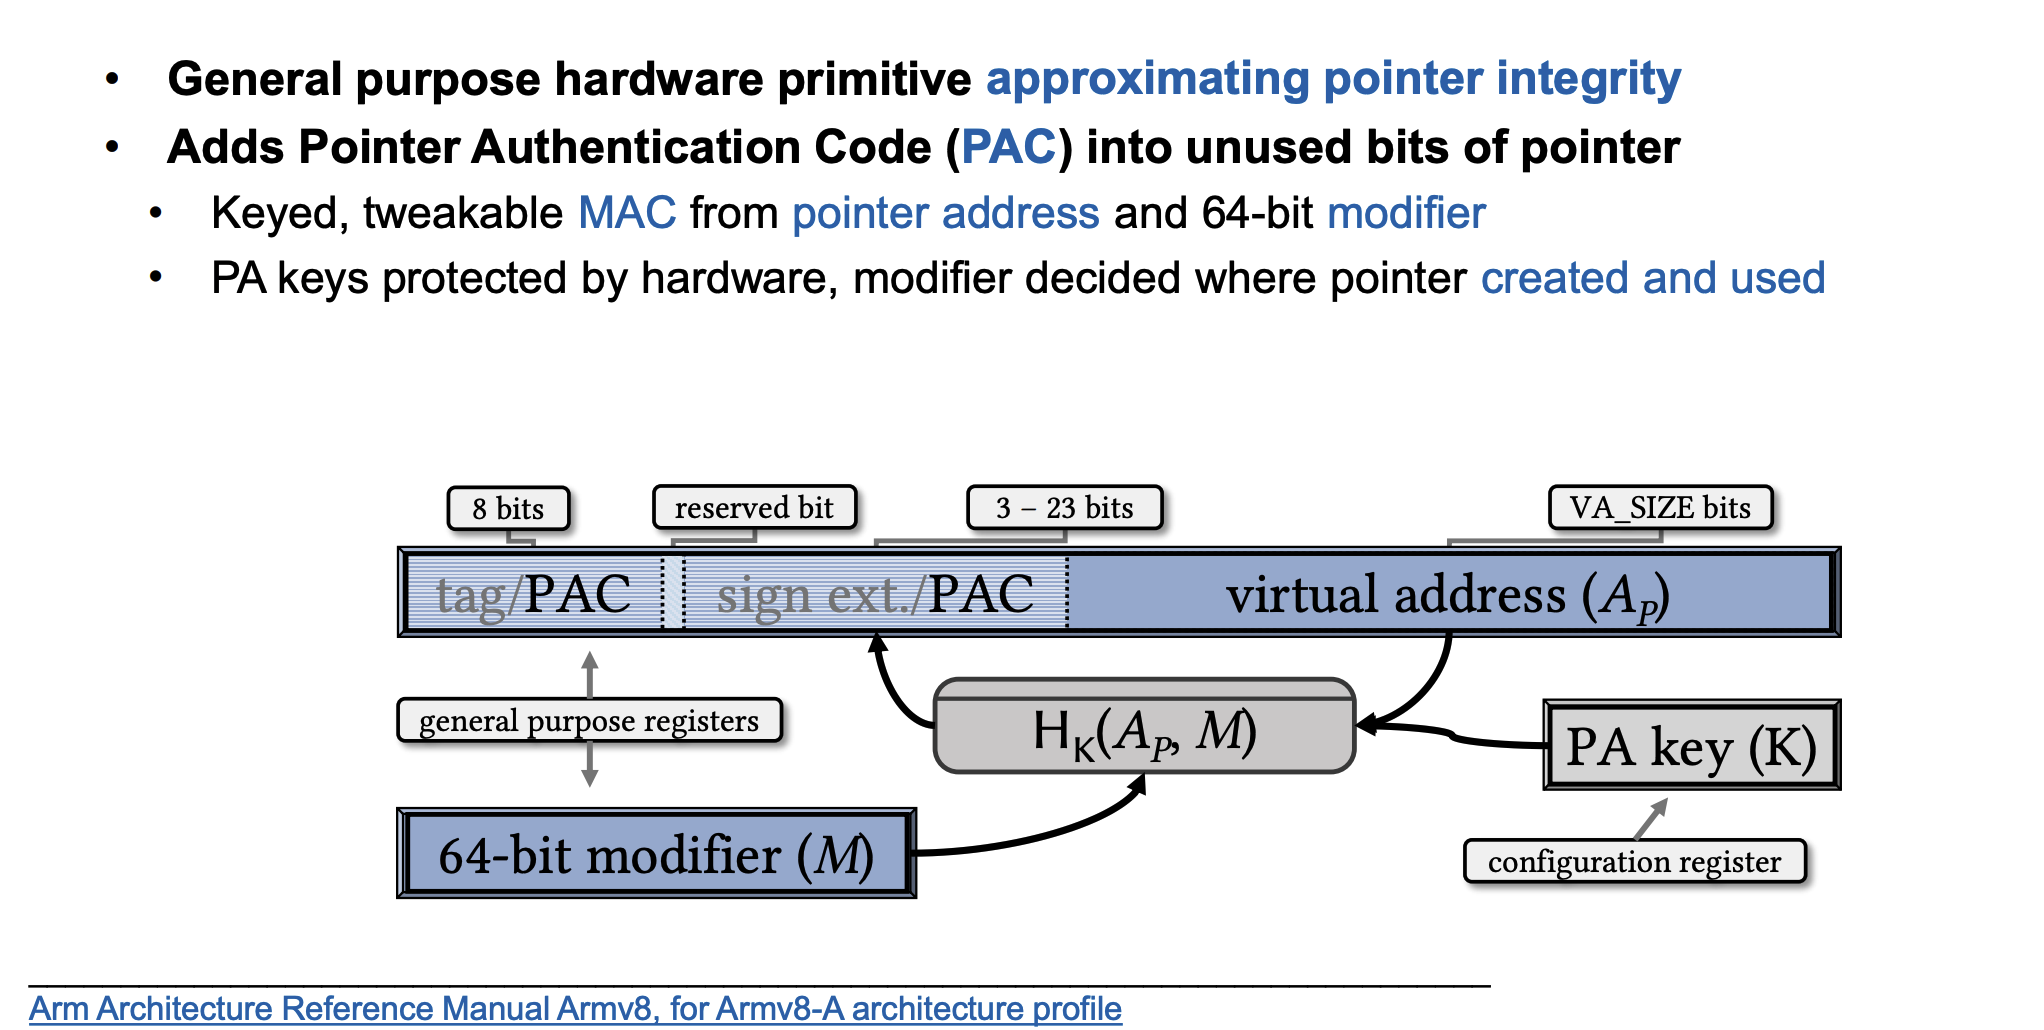 • General purpose hardware primitive approximating pointer integrity
• Adds Pointer Authentication Code (PAC) into unused bits of pointer
• Keyed, tweakable MAC from pointer address and 64-bit modifier
• PA keys protected by hardware, modifier decided where pointer created and used
8 bits
reserved bit
3 – 23 bits
VA_SIZE bits
tag/PAC
sign ext./PAC
virtual address (AP)
general purpose registers
HK(AP, M)
PA key (K)
64-bit modifier (M)
configuration register
Arm Architecture Reference Manual Armv8, for Armv8-A architecture profile